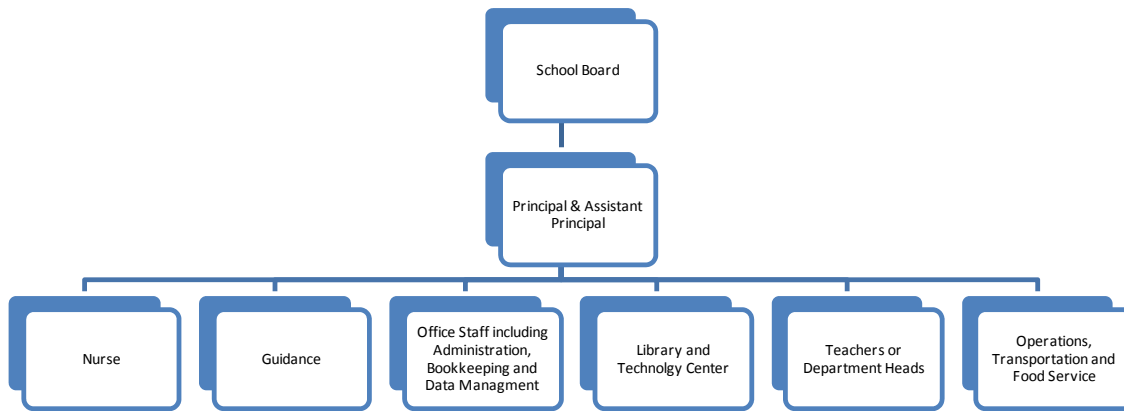 School Board
Principal & Assistant
Principal
Nurse
Guidance
Office Staff including
Administration,
Bookkeeping and
Data Managment
Library and
Technolgy Center
Teachers or
Department Heads
Operations,
Transportation and
Food Service